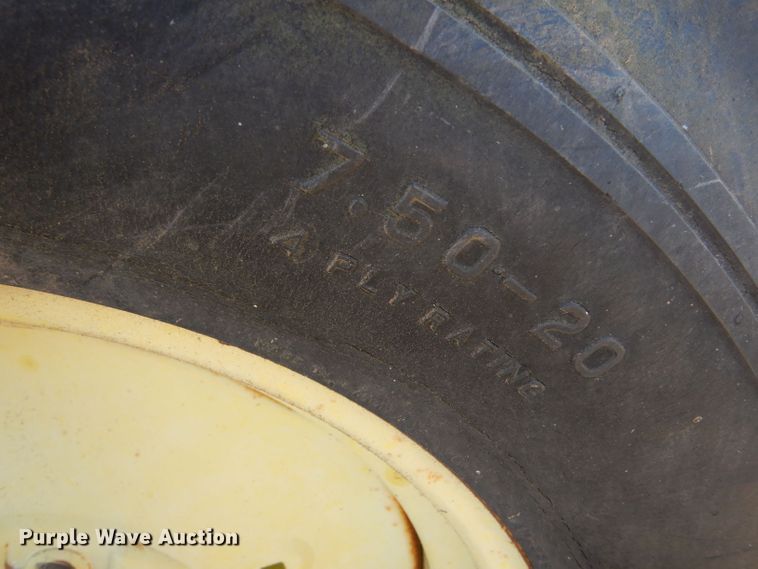 7.50-20
4 PLY RATING
Purple Wave Auction